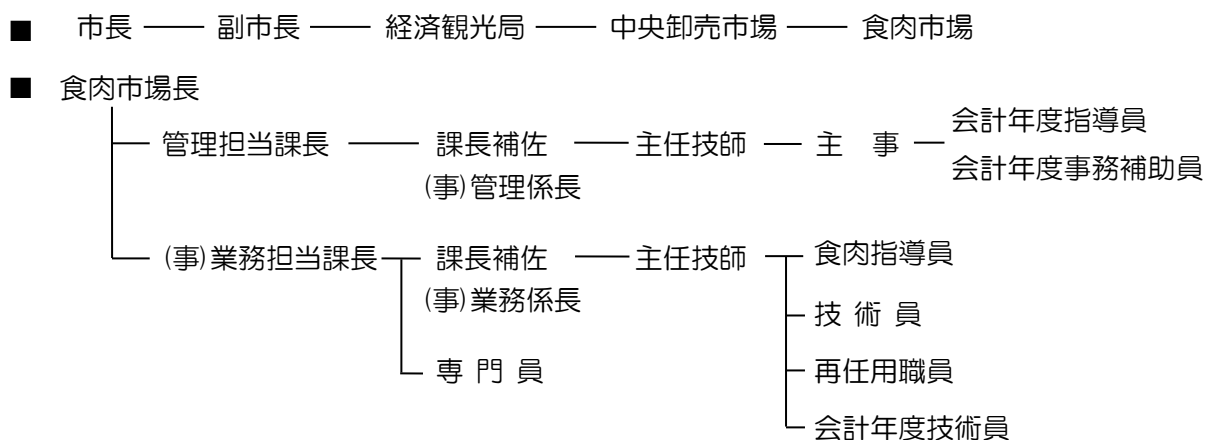 ■ 市長 ── 副市長 ── 経済観光局 ── 中央卸売市場 ── 食肉市場
■ 食肉市場長
管理担当課長 ── 課長補佐 ── 主任技師 ─ 主 事 ─ 会計年度指導員
(事)管理係長
会計年度事務補助員
(事)業務担当課長 課長補佐 ── 主任技師 食肉指導員
(事)業務係長
技 術 員
専 門 員
再任用職員
会計年度技術員